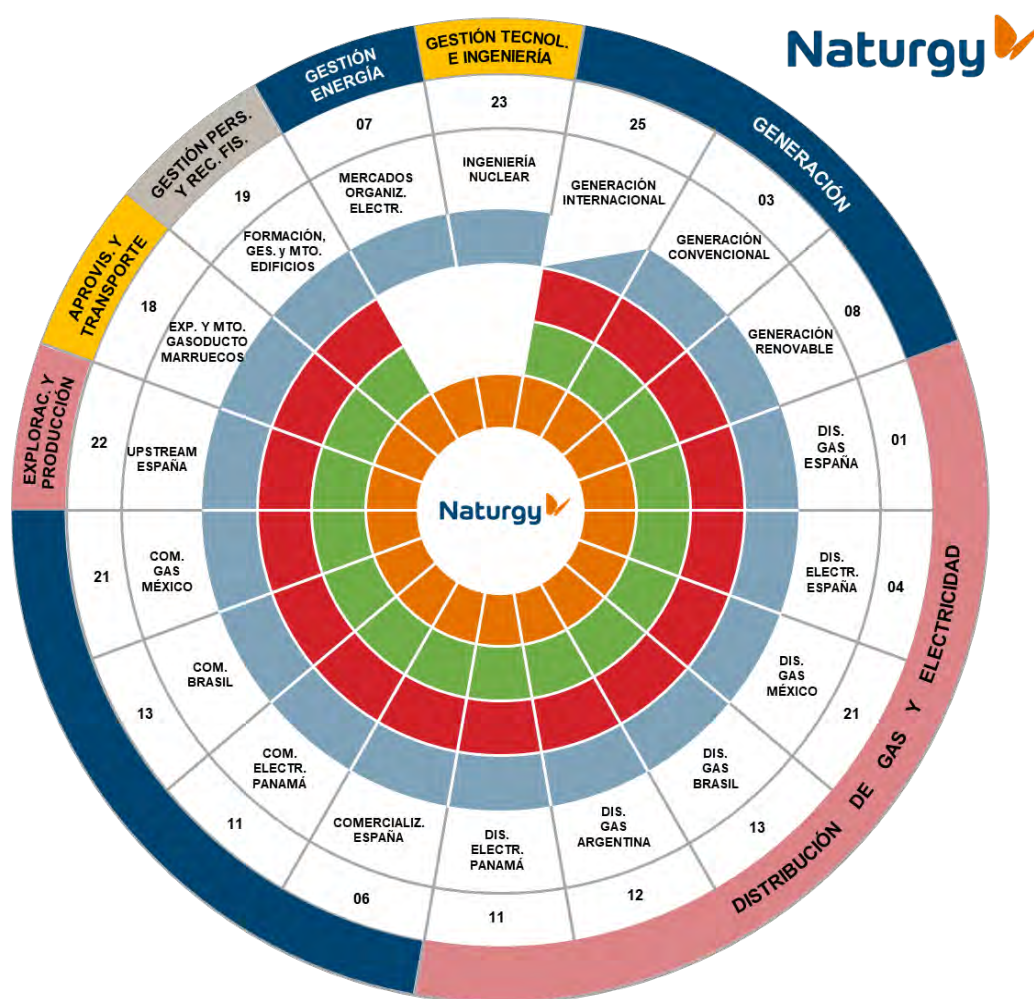 Naturgy
GESTIÓN TECNOL.
E INGENIERÍA
23
INGENIERÍA
NUCLEAR
GENERACIÓN
25
GENERACIÓN
INTERNACIONAL
03
GENERACIÓN
CONVENCIONAL
08
GENERACIÓN
RENOVABLE
DISTRIBUCIÓN DE GAS Y ELECTRICIDAD
01
DIS.
GAS
ESPAÑA
04
DIS.
ELECTR.
ESPAÑA
21
DIS.
GAS
MÉXICO
13
DIS.
GAS
BRASIL
12
DIS.
GAS
ARGENTINA
11
DIS.
ELECTR.
PANAMÁ
06
COMERCIALIZ.
ESPAÑA
11
COM.
ELECTR.
PANAMÁ
13
COM.
BRASIL
21
COM.
GAS
MÉXICO
EXPLORAC. Y
PRODUCCIÓN
22
UPSTREAM
ESPAÑA
APROVIS. Y
TRANSPORTE
18
EXP. Y MTO.
GASODUCTO
MARRUECOS
GESTIÓN PERS.
Y REC. FIS.
19
FORMACIÓN,
GES. y MTO.
EDIFICIOS
GESTIÓN
ENERGÍA
07
MERCADOS
ORGANIZ.
ELECTR.
Naturgy